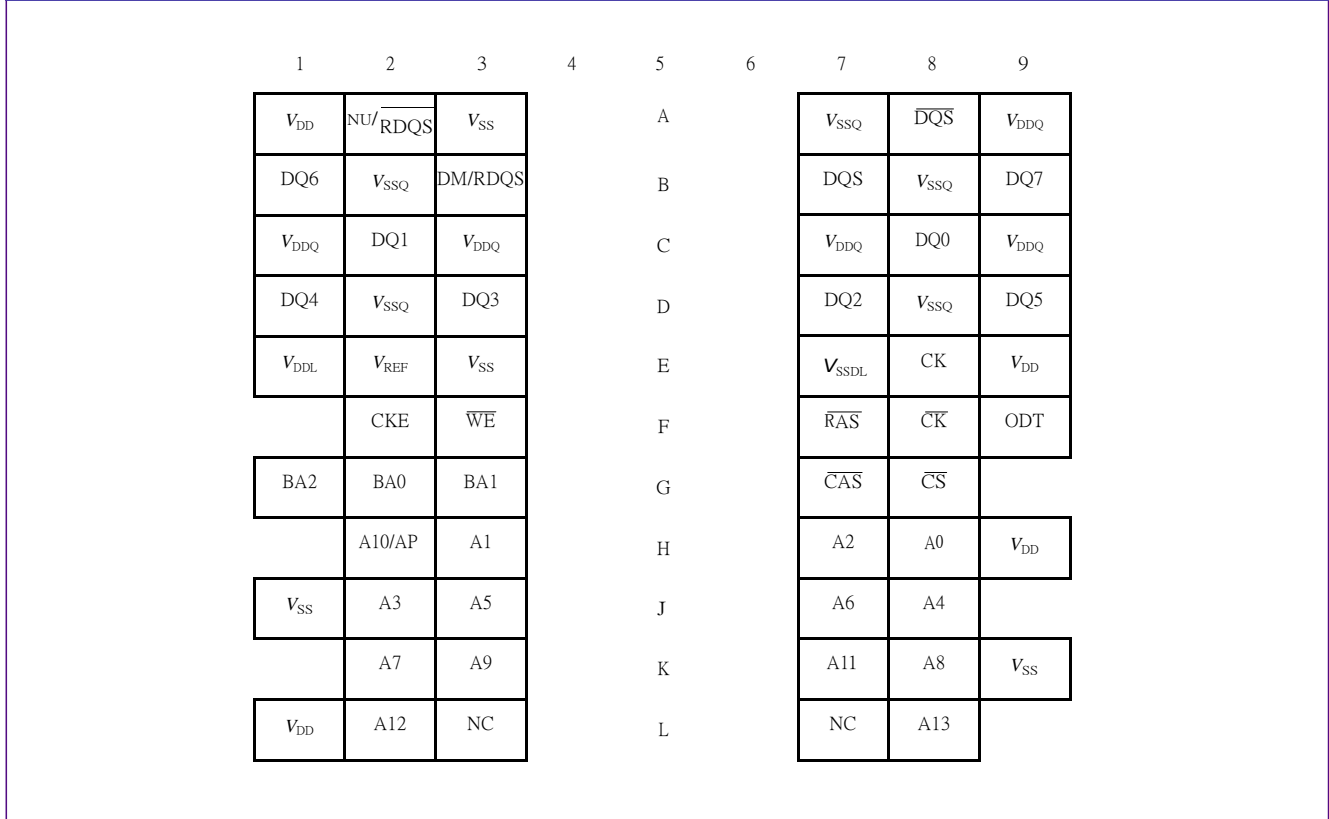 1 2 3 4 5 6 7 8 9
VDD NU/RDQS VSS A VSSQ DQS VDDQ
DQ6 VSSQ DM/RDQS B DQS VSSQ DQ7
VDDQ DQ1 VDDQ C VDDQ DQ0 VDDQ
DQ4 VSSQ DQ3 D DQ2 VSSQ DQ5
VDDL VREF VSS E VSSDL CK VDD
CKE WE F RAS CK ODT
BA2 BA0 BA1 G CAS CS
A10/AP A1 H A2 A0 VDD
VSS A3 A5 J A6 A4
A7 A9 K A11 A8 VSS
VDD A12 NC L NC A13